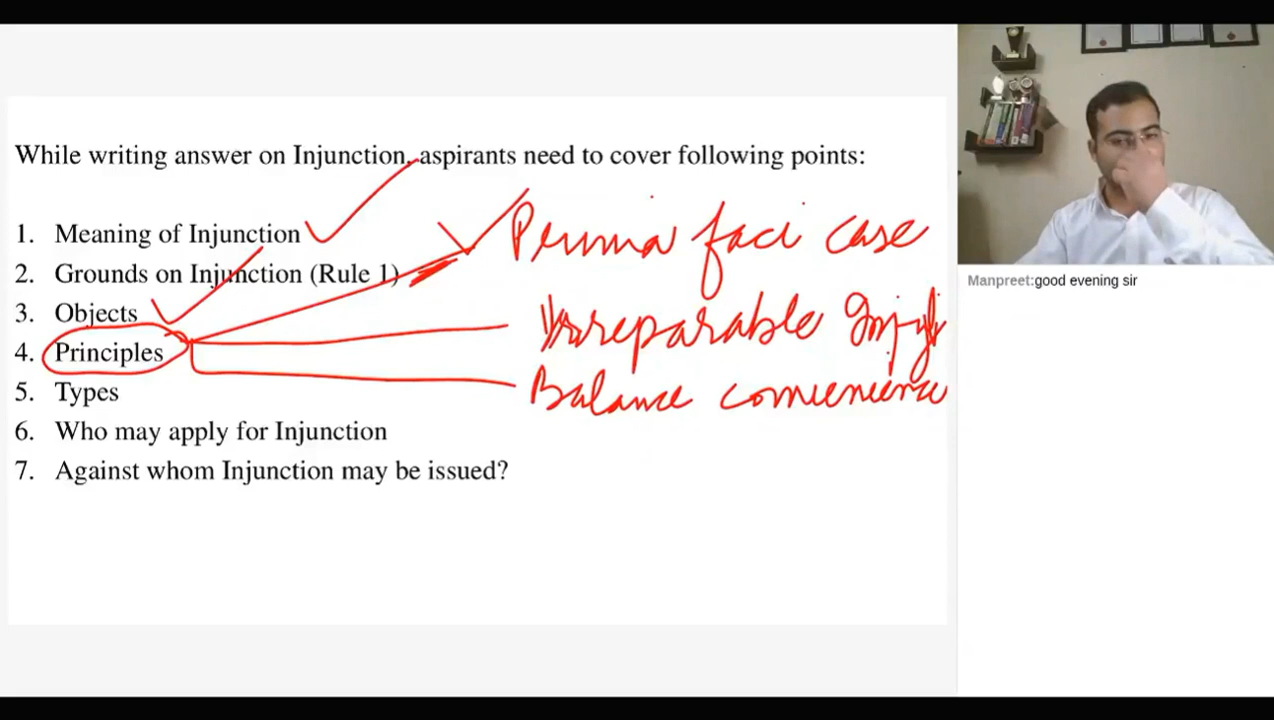 While writing answer on Injunction, aspirants need to cover following points:
1. Meaning of Injunction
2. Grounds on Injunction (Rule 1)
3. Objects
4. Principles
5. Types
6. Who may apply for Injunction
7. Against whom Injunction may be issued?
Prima faci case
Irreparable Injury
Balance convenience
Manpreet:good evening sir